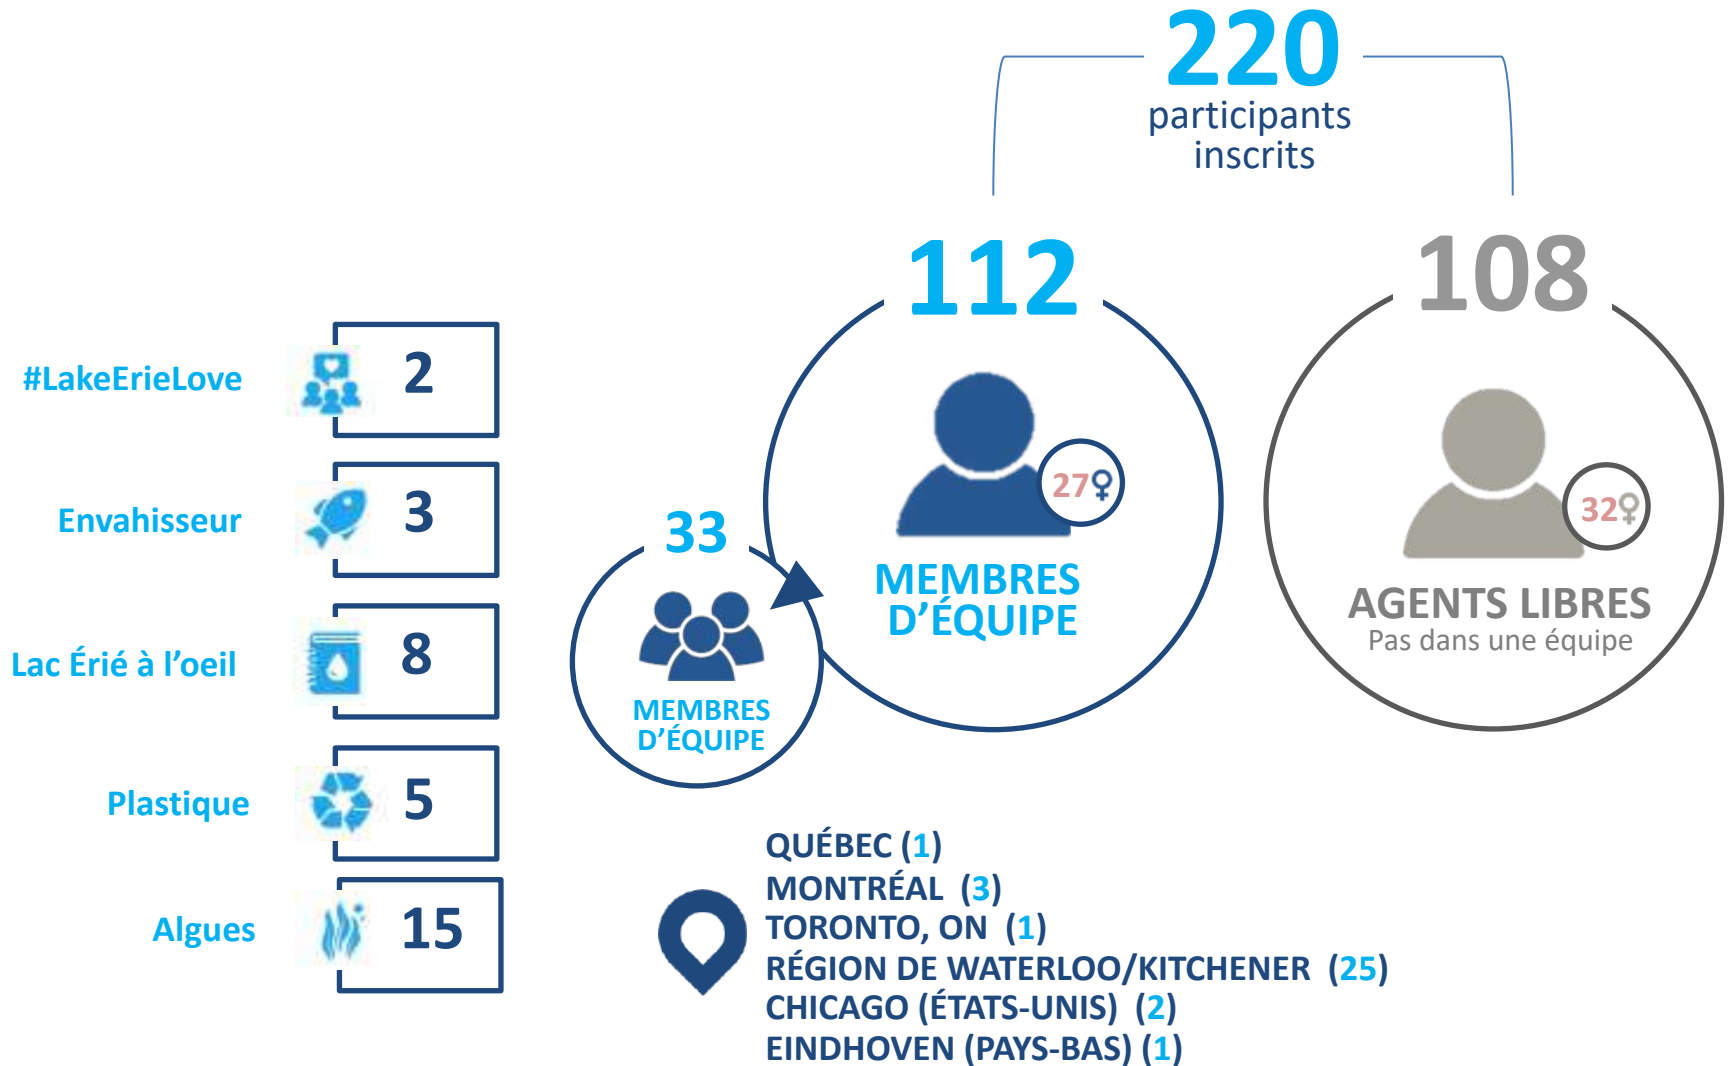 220
participants
inscrits
112
108
#LakeErieLove
2
Envahisseur
3
Lac Érié à l’oeil
8
Plastique
5
Algues
15
33
MEMBRES
D’ÉQUIPE
27♀
MEMBRES
D’ÉQUIPE
32♀
AGENTS LIBRES
Pas dans une équipe
QUÉBEC (1)
MONTRÉAL (3)
TORONTO, ON (1)
RÉGION DE WATERLOO/KITCHENER (25)
CHICAGO (ÉTATS-UNIS) (2)
EINDHOVEN (PAYS-BAS) (1)